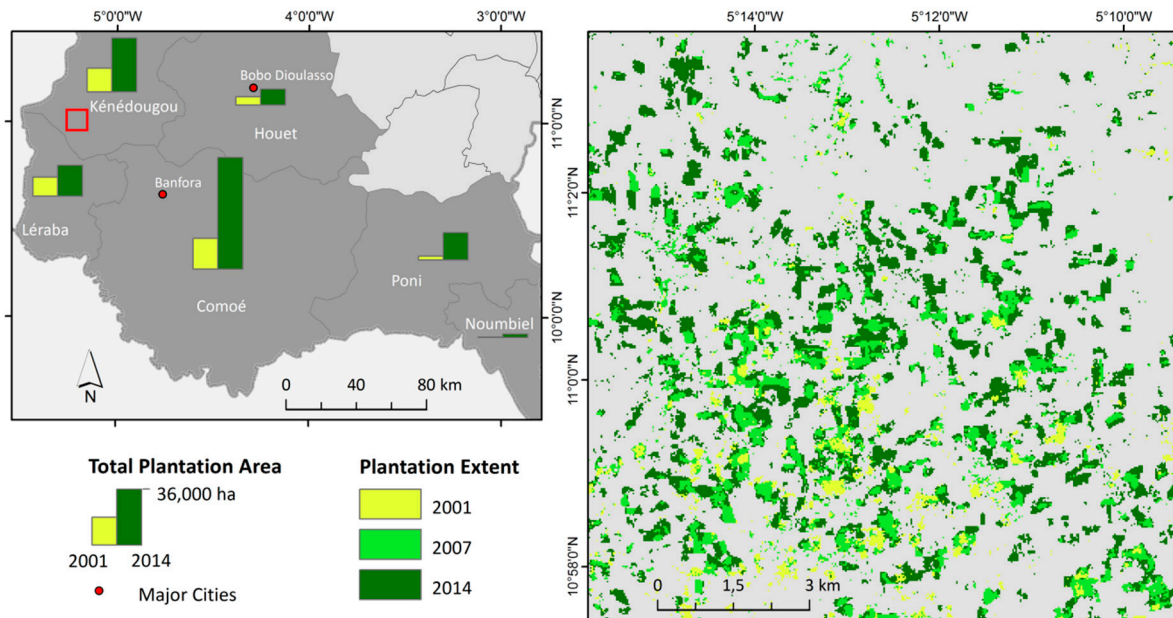 5°0'0"W 4°0'0"W 3°0'0"W
Bobo Dioulasso
Kénédougou
Houet
11°0'0"N
Banfora
Léraba
Poni
Comoé
Noumbiel
10°0'0"N
N
0 40 80 km
Total Plantation Area
36,000 ha
2001 2014
Major Cities
Plantation Extent
2001
2007
2014
5°14'0"W 5°12'0"W 5°10'0"W
11°2'0"N
11°0'0"N
10°58'0"N
0 1,5 3 km